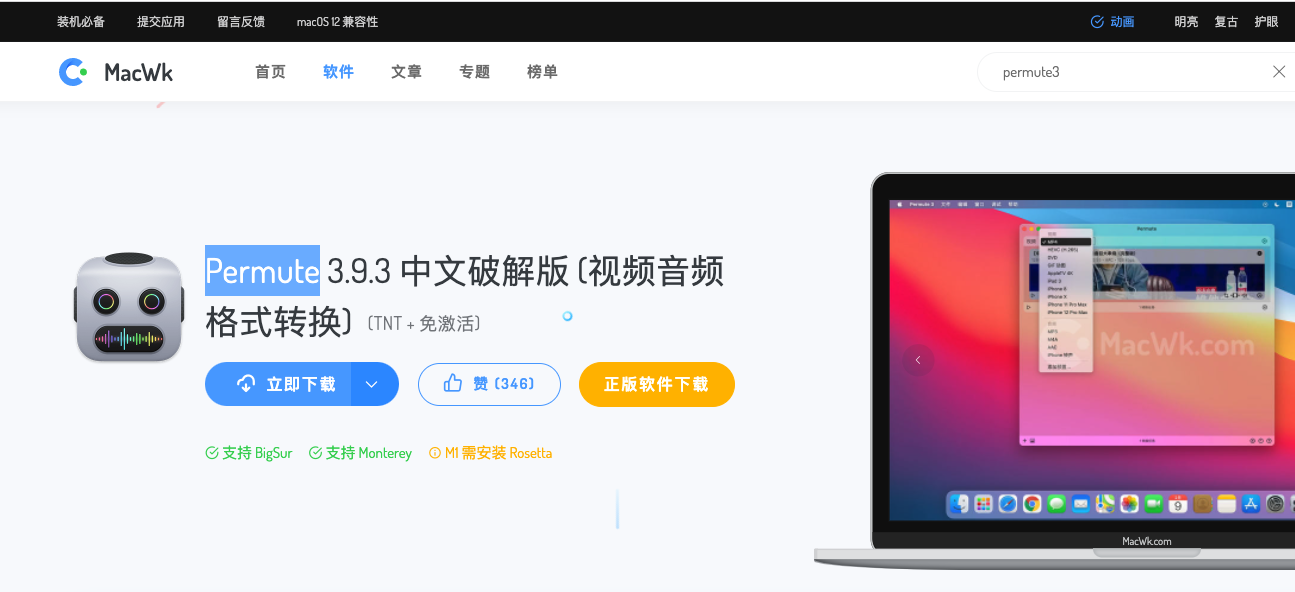 装机必备 提交应用 留言反馈 macOS 12 兼容性 动画 明亮 复古 护眼
MacWk 首页 软件 文章 专题 榜单 permute3
Permute 3.9.3 中文破解版 (视频音频
格式转换) (TNT + 免激活)
立即下载 赞 (346) 正版软件下载
支持 BigSur 支持 Monterey M1 需安装 Rosetta
Permute
MacWk.com
MacWk.com